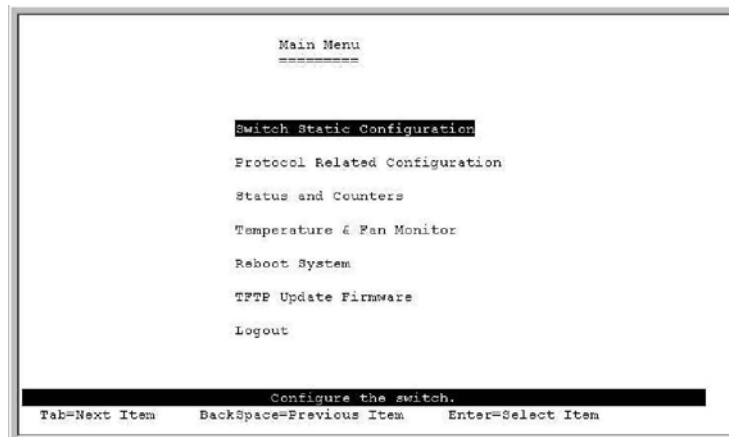 Main Menu
=========
Switch Static Configuration
Protocol Related Configuration
Status and Counters
Temperature & Fan Monitor
Reboot System
TFTP Update Firmware
Logout
Configure the switch.
Tab=Next Item BackSpace=Previous Item Enter=Select Item